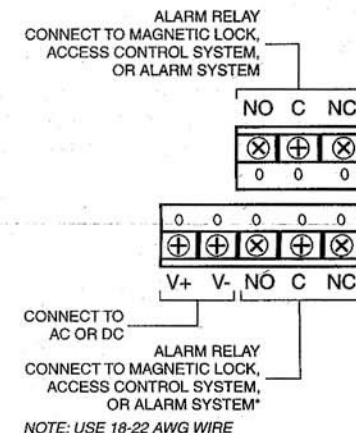 ALARM RELAY
CONNECT TO MAGNETIC LOCK,
ACCESS CONTROL SYSTEM,
OR ALARM SYSTEM
NO C NC
0 0 0
0 0 0 0 0
V+ V- NO C NC
CONNECT TO
AC OR DC
ALARM RELAY
CONNECT TO MAGNETIC LOCK,
ACCESS CONTROL SYSTEM,
OR ALARM SYSTEM*
NOTE: USE 18-22 AWG WIRE